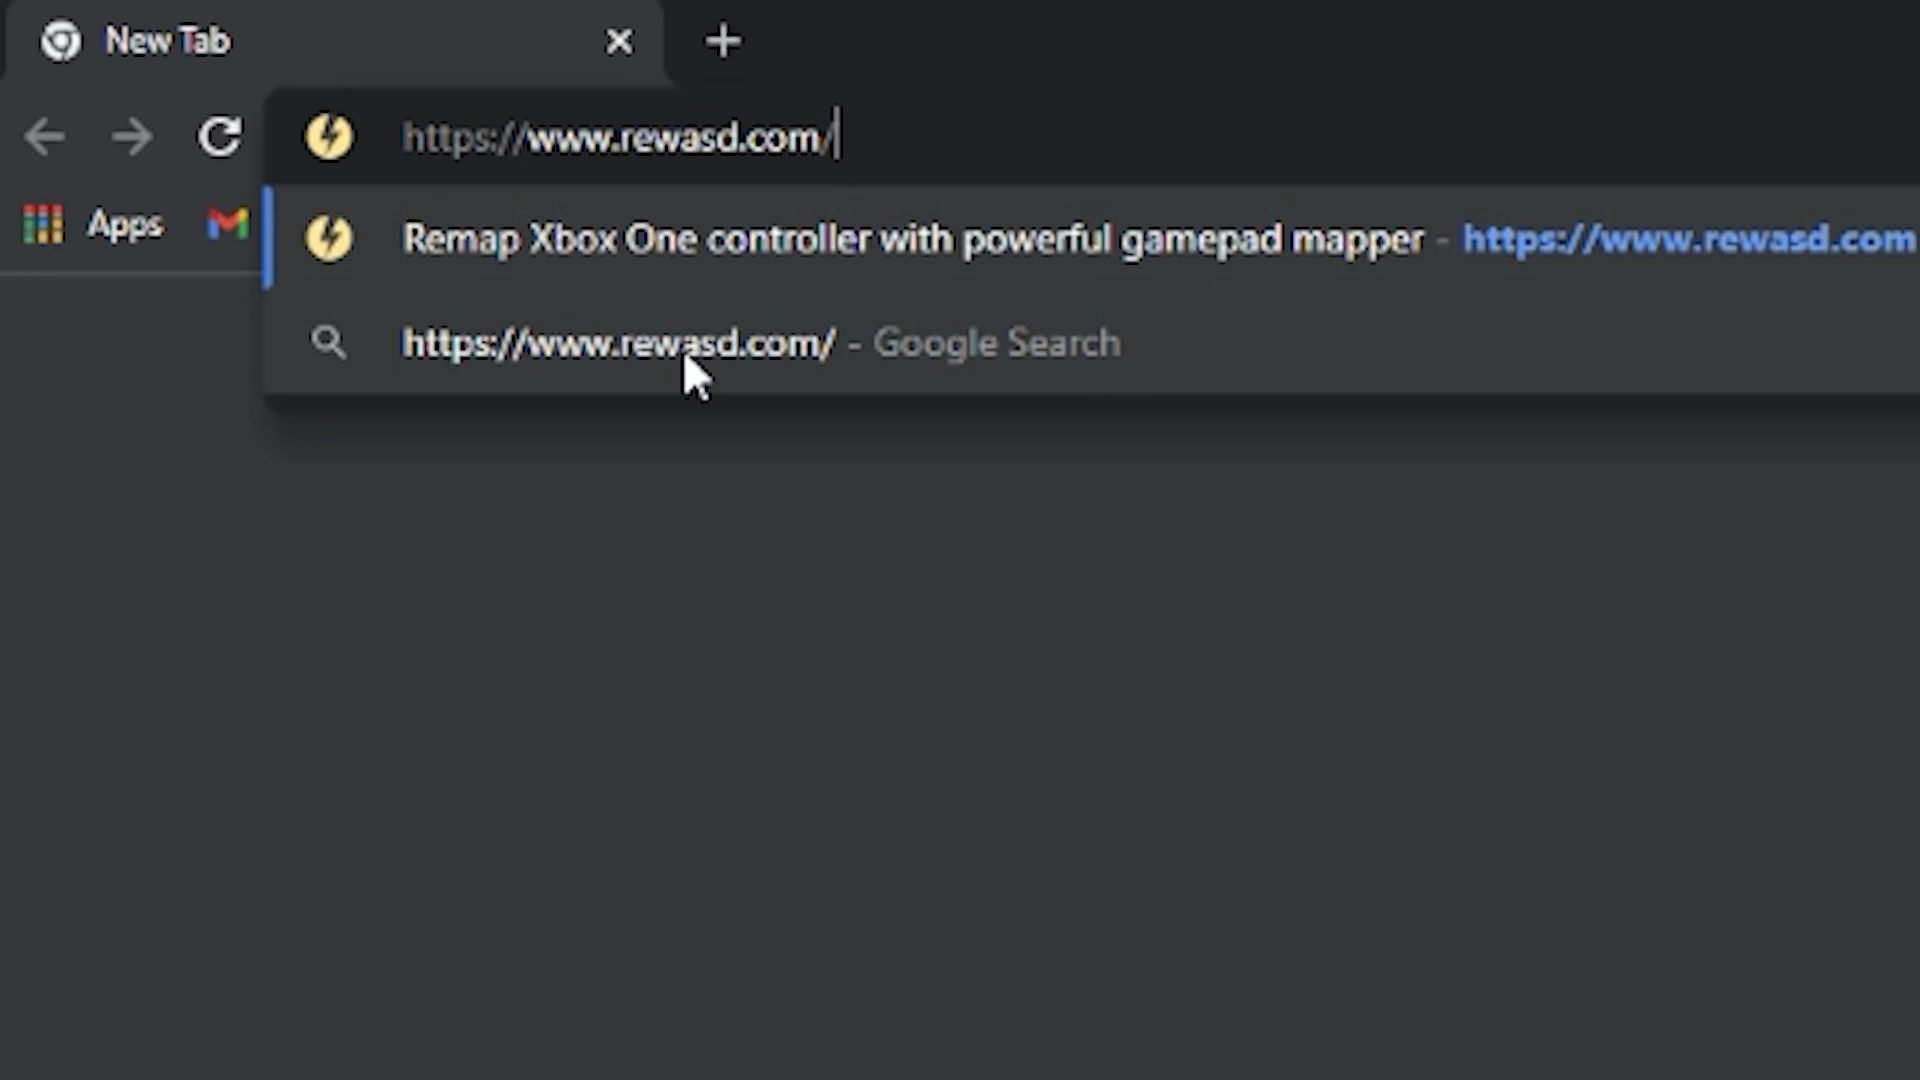 New Tab
https://www.rewasd.com/
Apps
Remap Xbox One controller with powerful gamepad mapper - https://www.rewasd.com
https://www.rewasd.com/ - Google Search